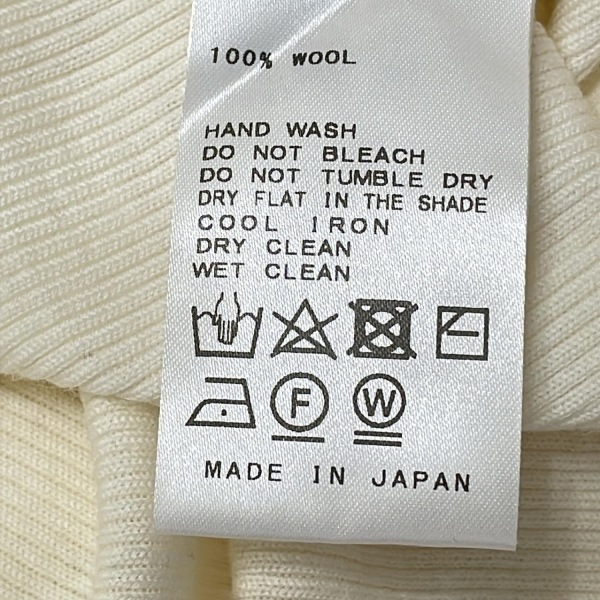 100% WOOL
HAND WASH
DO NOT BLEACH
DO NOT TUMBLE DRY
DRY FLAT IN THE SHADE
COOL IRON
DRY CLEAN
WET CLEAN
F W
MADE IN JAPAN